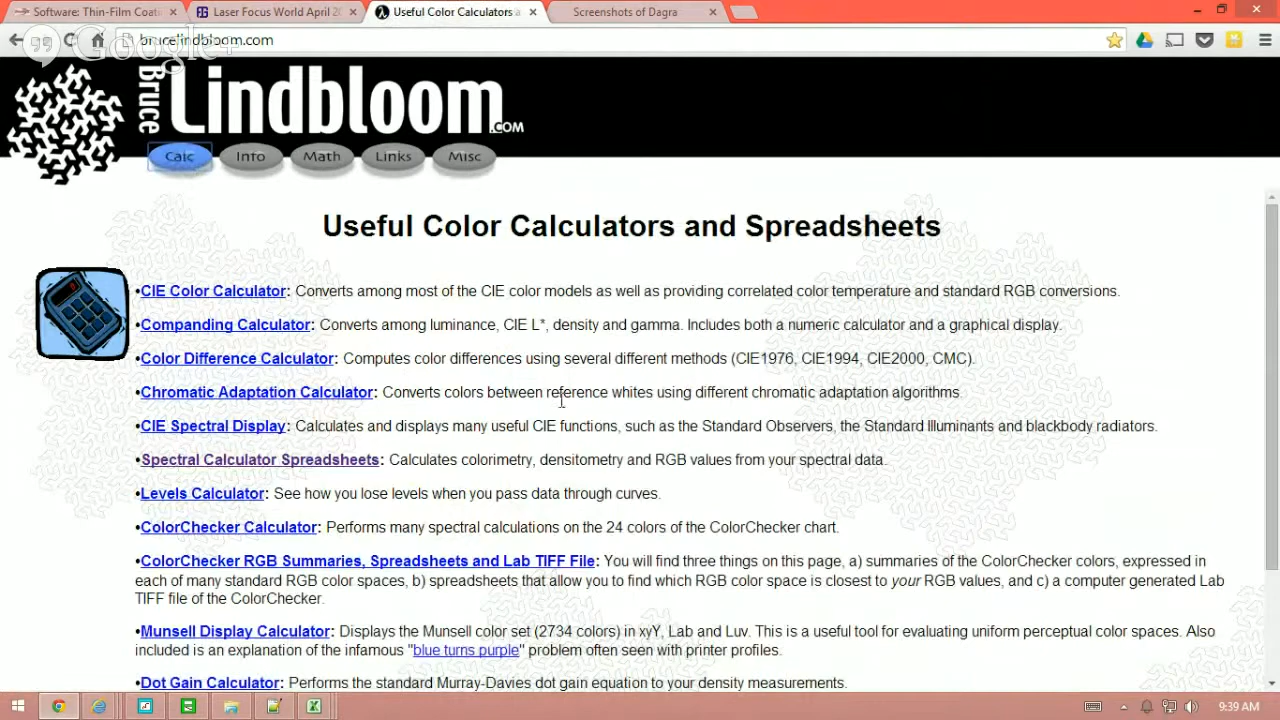 Software: Thin-Film Coati
Laser Focus World April 20
Useful Color Calculators a
Screenshots of Dagra
brucelindbloom.com
Google+
Bruce Lindbloom.COM
Calc
Info
Math
Links
Misc
Useful Color Calculators and Spreadsheets
•CIE Color Calculator: Converts among most of the CIE color models as well as providing correlated color temperature and standard RGB conversions.
•Companding Calculator: Converts among luminance, CIE L*, density and gamma. Includes both a numeric calculator and a graphical display.
•Color Difference Calculator: Computes color differences using several different methods (CIE1976, CIE1994, CIE2000, CMC).
•Chromatic Adaptation Calculator: Converts colors between reference whites using different chromatic adaptation algorithms.
•CIE Spectral Display: Calculates and displays many useful CIE functions, such as the Standard Observers, the Standard Illuminants and blackbody radiators.
•Spectral Calculator Spreadsheets: Calculates colorimetry, densitometry and RGB values from your spectral data.
•Levels Calculator: See how you lose levels when you pass data through curves.
•ColorChecker Calculator: Performs many spectral calculations on the 24 colors of the ColorChecker chart.
•ColorChecker RGB Summaries, Spreadsheets and Lab TIFF File: You will find three things on this page, a) summaries of the ColorChecker colors, expressed in
each of many standard RGB color spaces, b) spreadsheets that allow you to find which RGB color space is closest to your RGB values, and c) a computer generated Lab
TIFF file of the ColorChecker.
•Munsell Display Calculator: Displays the Munsell color set (2734 colors) in xyY, Lab and Luv. This is a useful tool for evaluating uniform perceptual color spaces. Also
included is an explanation of the infamous "blue turns purple" problem often seen with printer profiles.
•Dot Gain Calculator: Performs the standard Murray-Davies dot gain equation to your density measurements.
9:39 AM